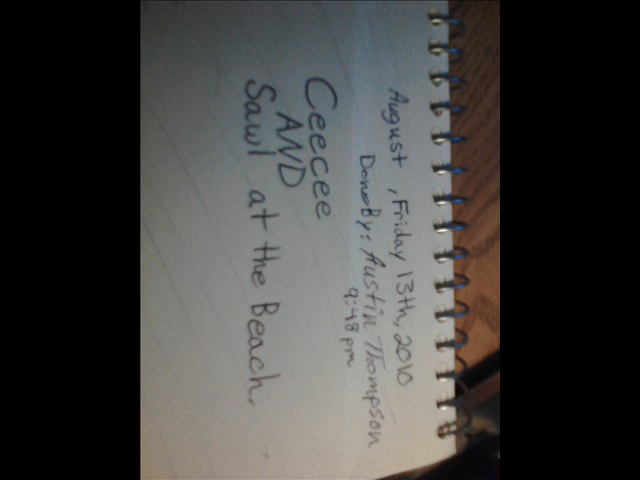 August, Friday 13th, 2010
Done By: Austin Thompson
9:48 pm
Ceecee
AND
Sawl at the Beach.